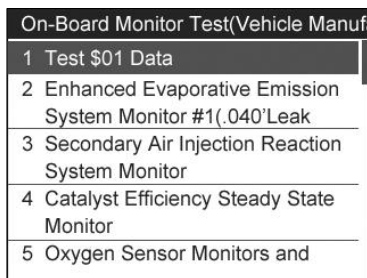 On-Board Monitor Test(Vehicle Manufa
1 Test $01 Data
2 Enhanced Evaporative Emission
System Monitor #1(.040'Leak
3 Secondary Air Injection Reaction
System Monitor
4 Catalyst Efficiency Steady State
Monitor
5 Oxygen Sensor Monitors and